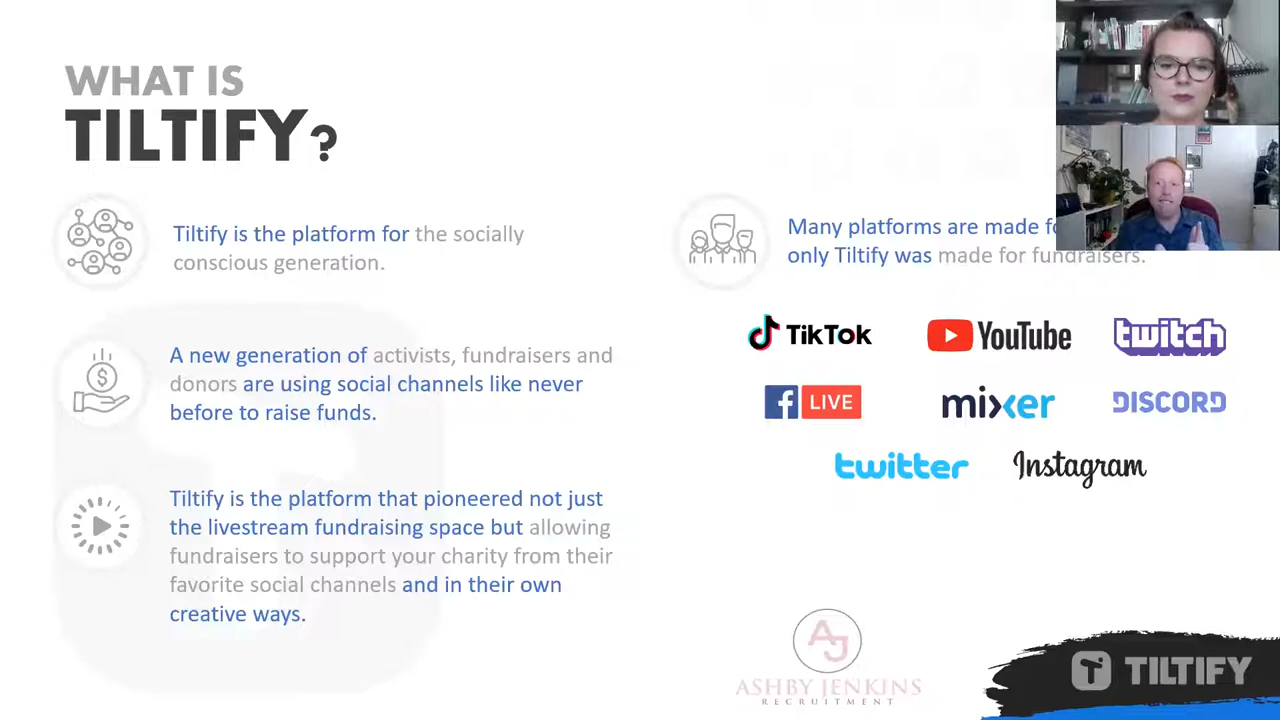 WHAT IS
TILTIFY?
Tiltify is the platform for the socially
conscious generation.
A new generation of activists, fundraisers and
donors are using social channels like never
before to raise funds.
Tiltify is the platform that pioneered not just
the livestream fundraising space but allowing
fundraisers to support your charity from their
favorite social channels and in their own
creative ways.
Many platforms are made
only Tiltify was made for fundraisers.
TikTok
YouTube
twitch
LIVE
mixer
DISCORD
twitter
Instagram
AJ
ASHBY JENKINS
RECRUITMENT
TILTIFY